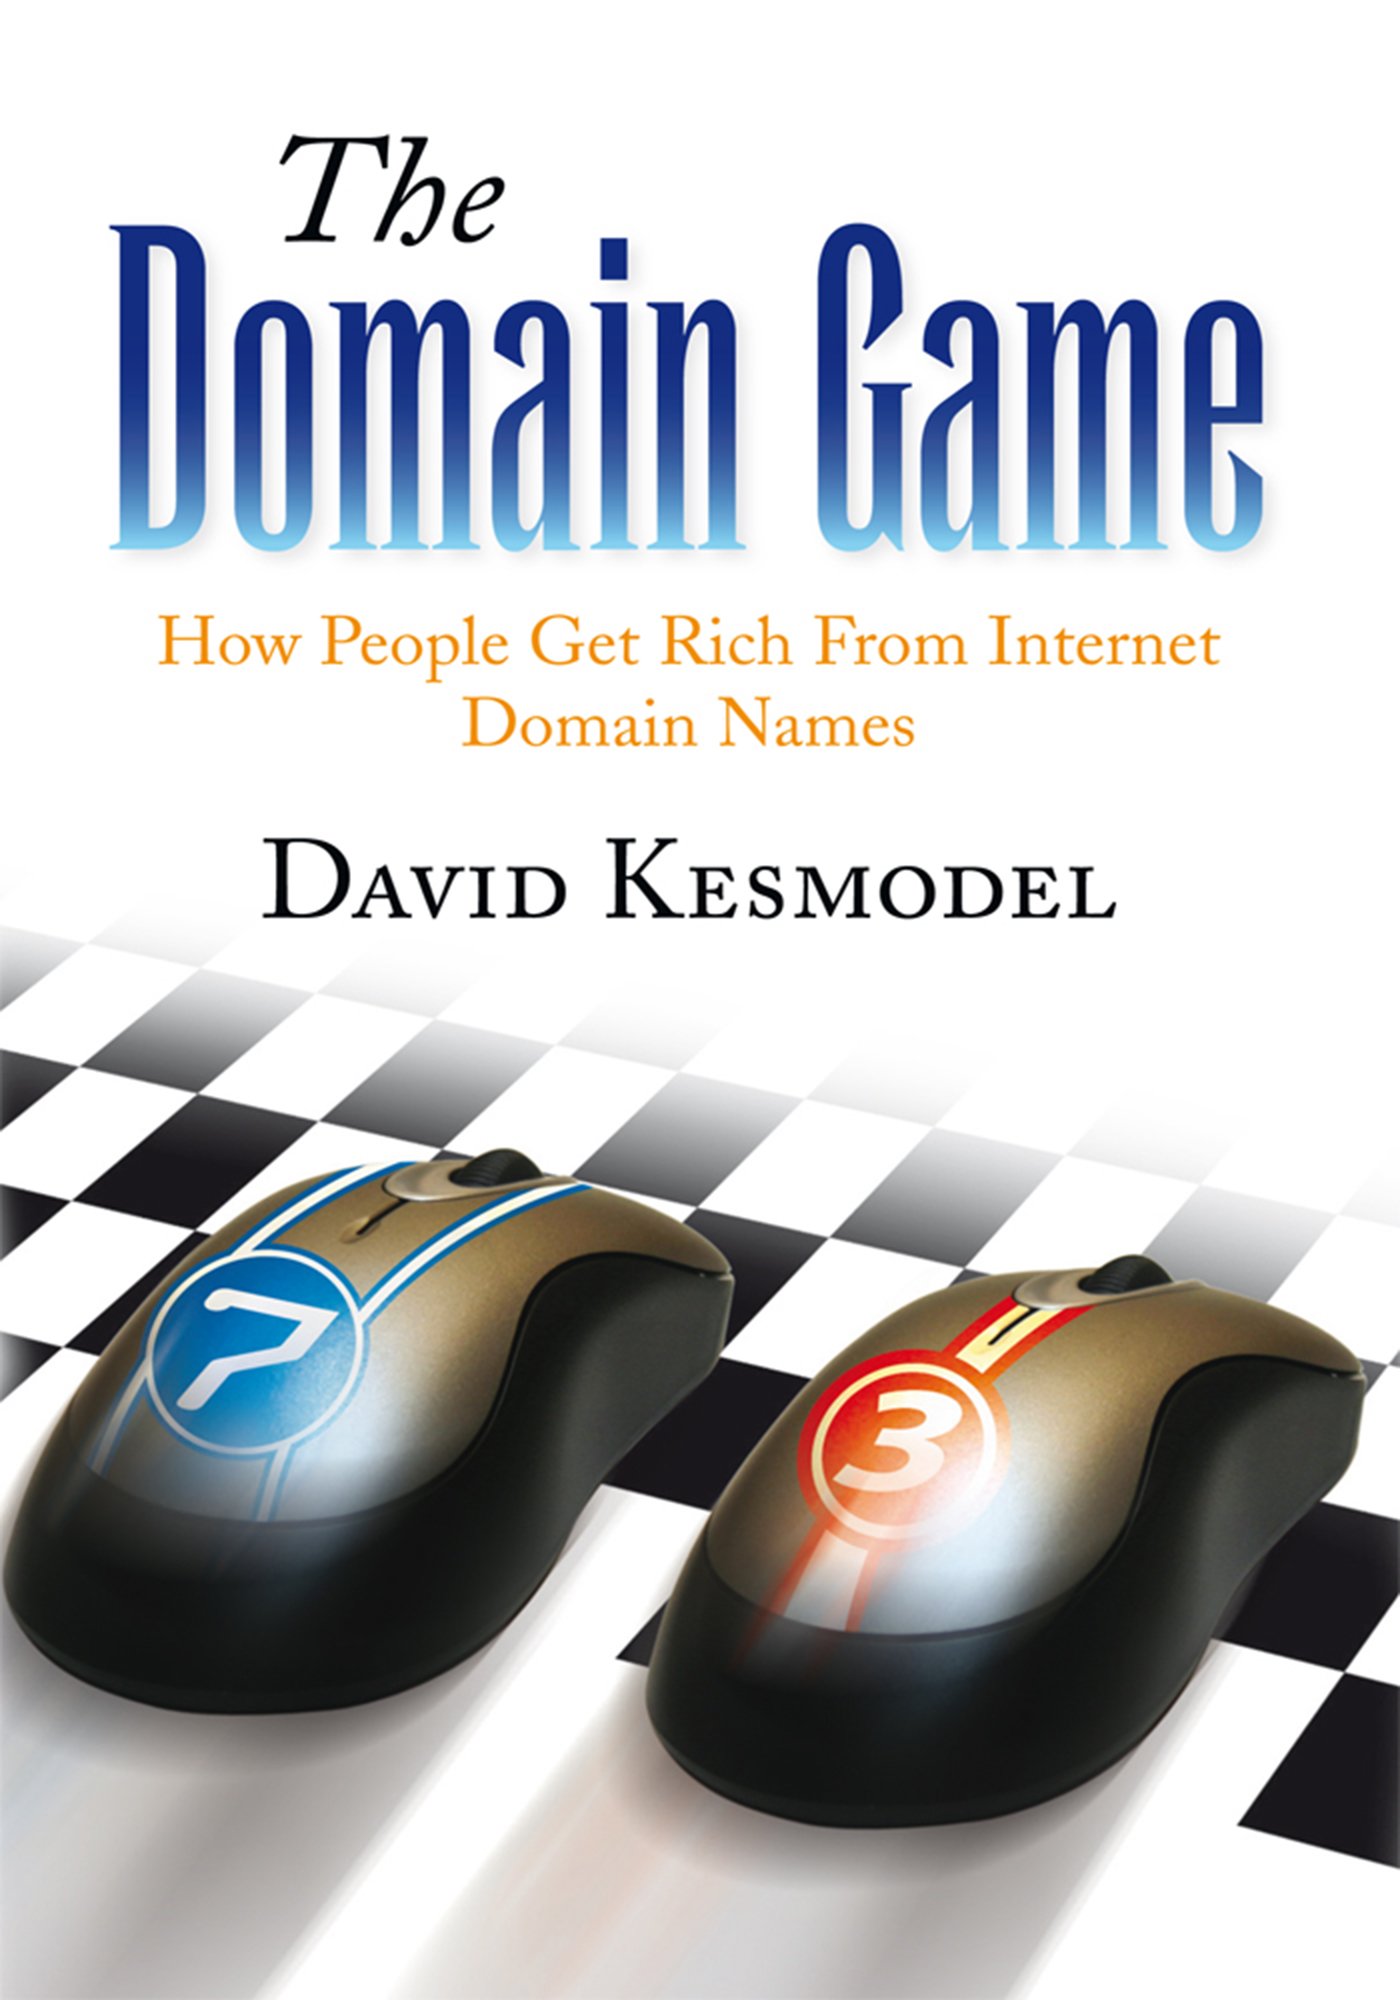 The
Domain Game
How People Get Rich From Internet
Domain Names
DAVID KESMODEL
7
3